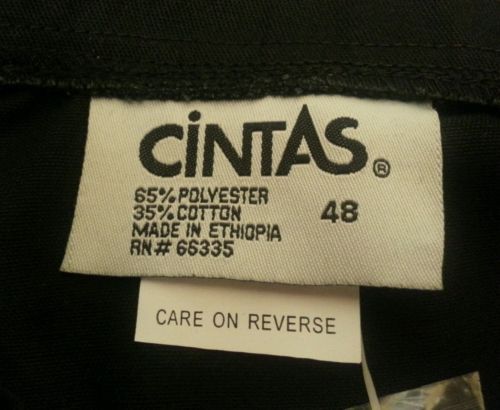 CiNTAS®
65% POLYESTER
35% COTTON 48
MADE IN ETHIOPIA
RN# 66335
CARE ON REVERSE